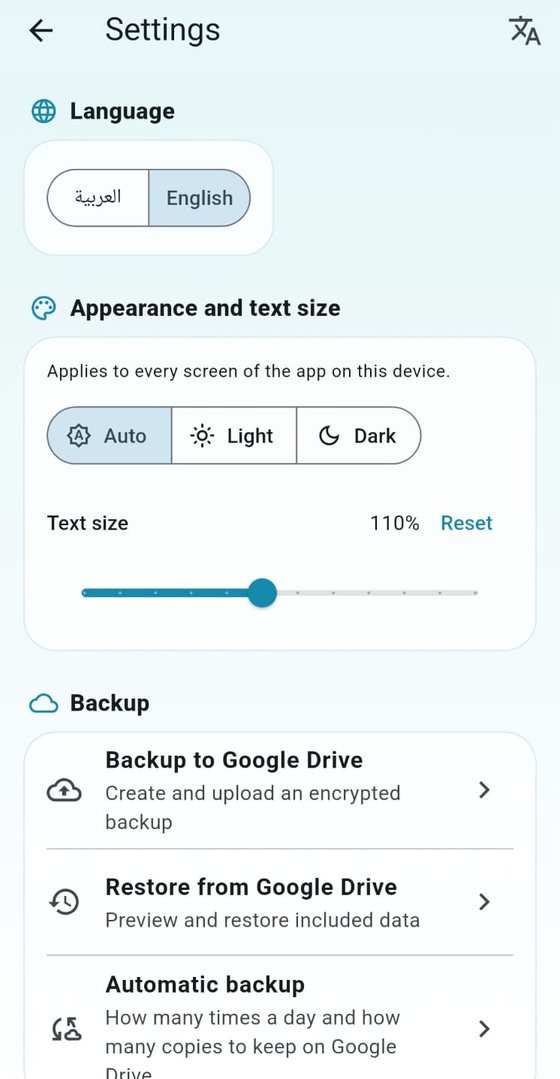 Settings
Language
العربية
English
Appearance and text size
Applies to every screen of the app on this device.
Auto
Light
Dark
Text size
110%
Reset
Backup
Backup to Google Drive
Create and upload an encrypted
backup
Restore from Google Drive
Preview and restore included data
Automatic backup
How many times a day and how
many copies to keep on Google
Drive